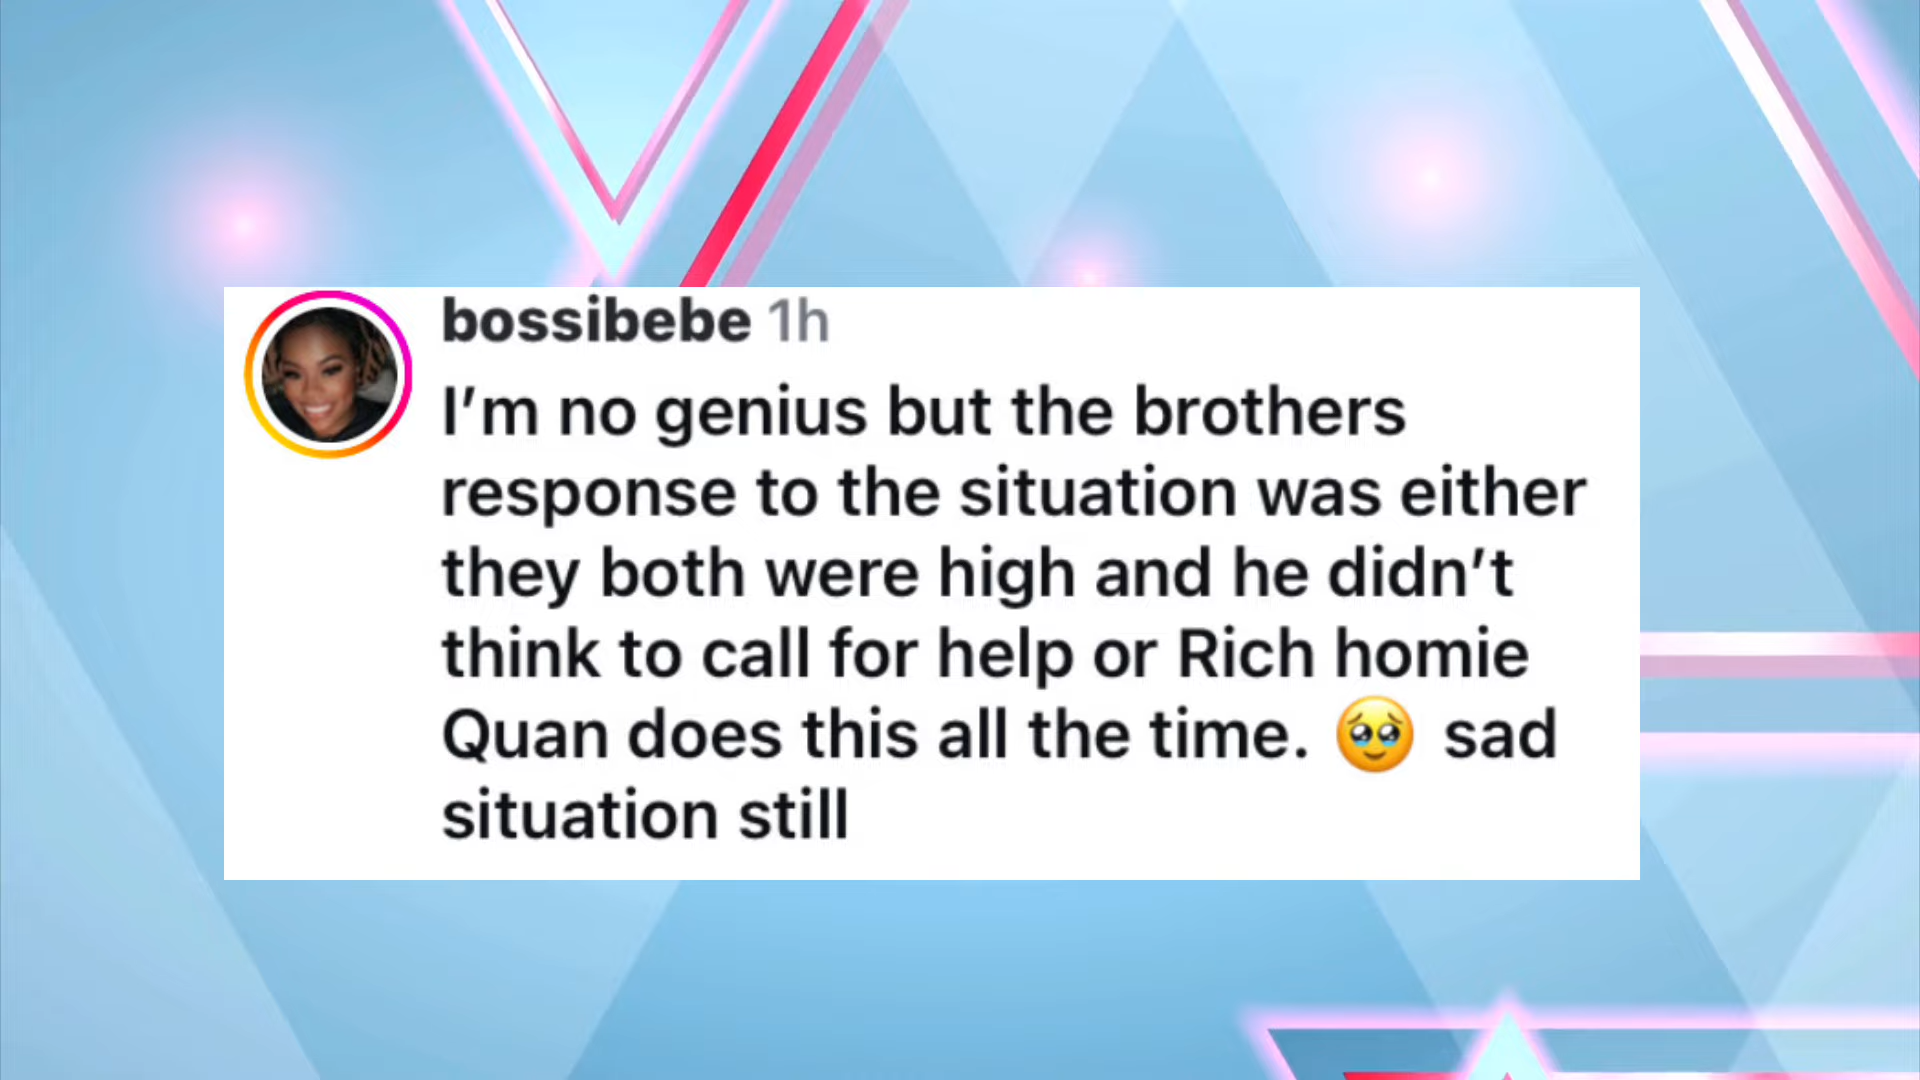 bossibebe 1h
I’m no genius but the brothers
response to the situation was either
they both were high and he didn’t
think to call for help or Rich homie
Quan does this all the time. 🥹 sad
situation still